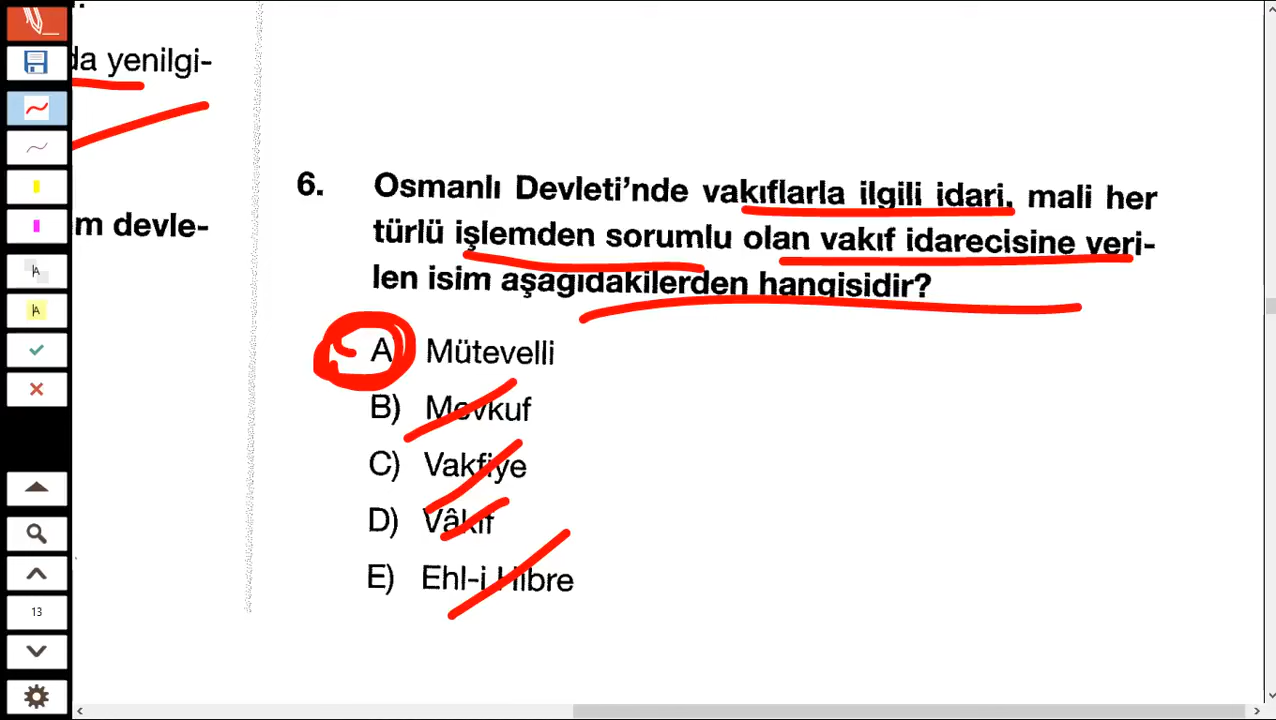 da yenilgi-
m devle-
6. Osmanlı Devleti'nde vakıflarla ilgili idari, mali her
türlü işlemden sorumlu olan vakıf idarecisine veri-
len isim aşağıdakilerden hangisidir?
A Mütevelli
B) Mevkuf
C) Vakfiye
D) Vâkıf
E) Ehl-i Hibre
13